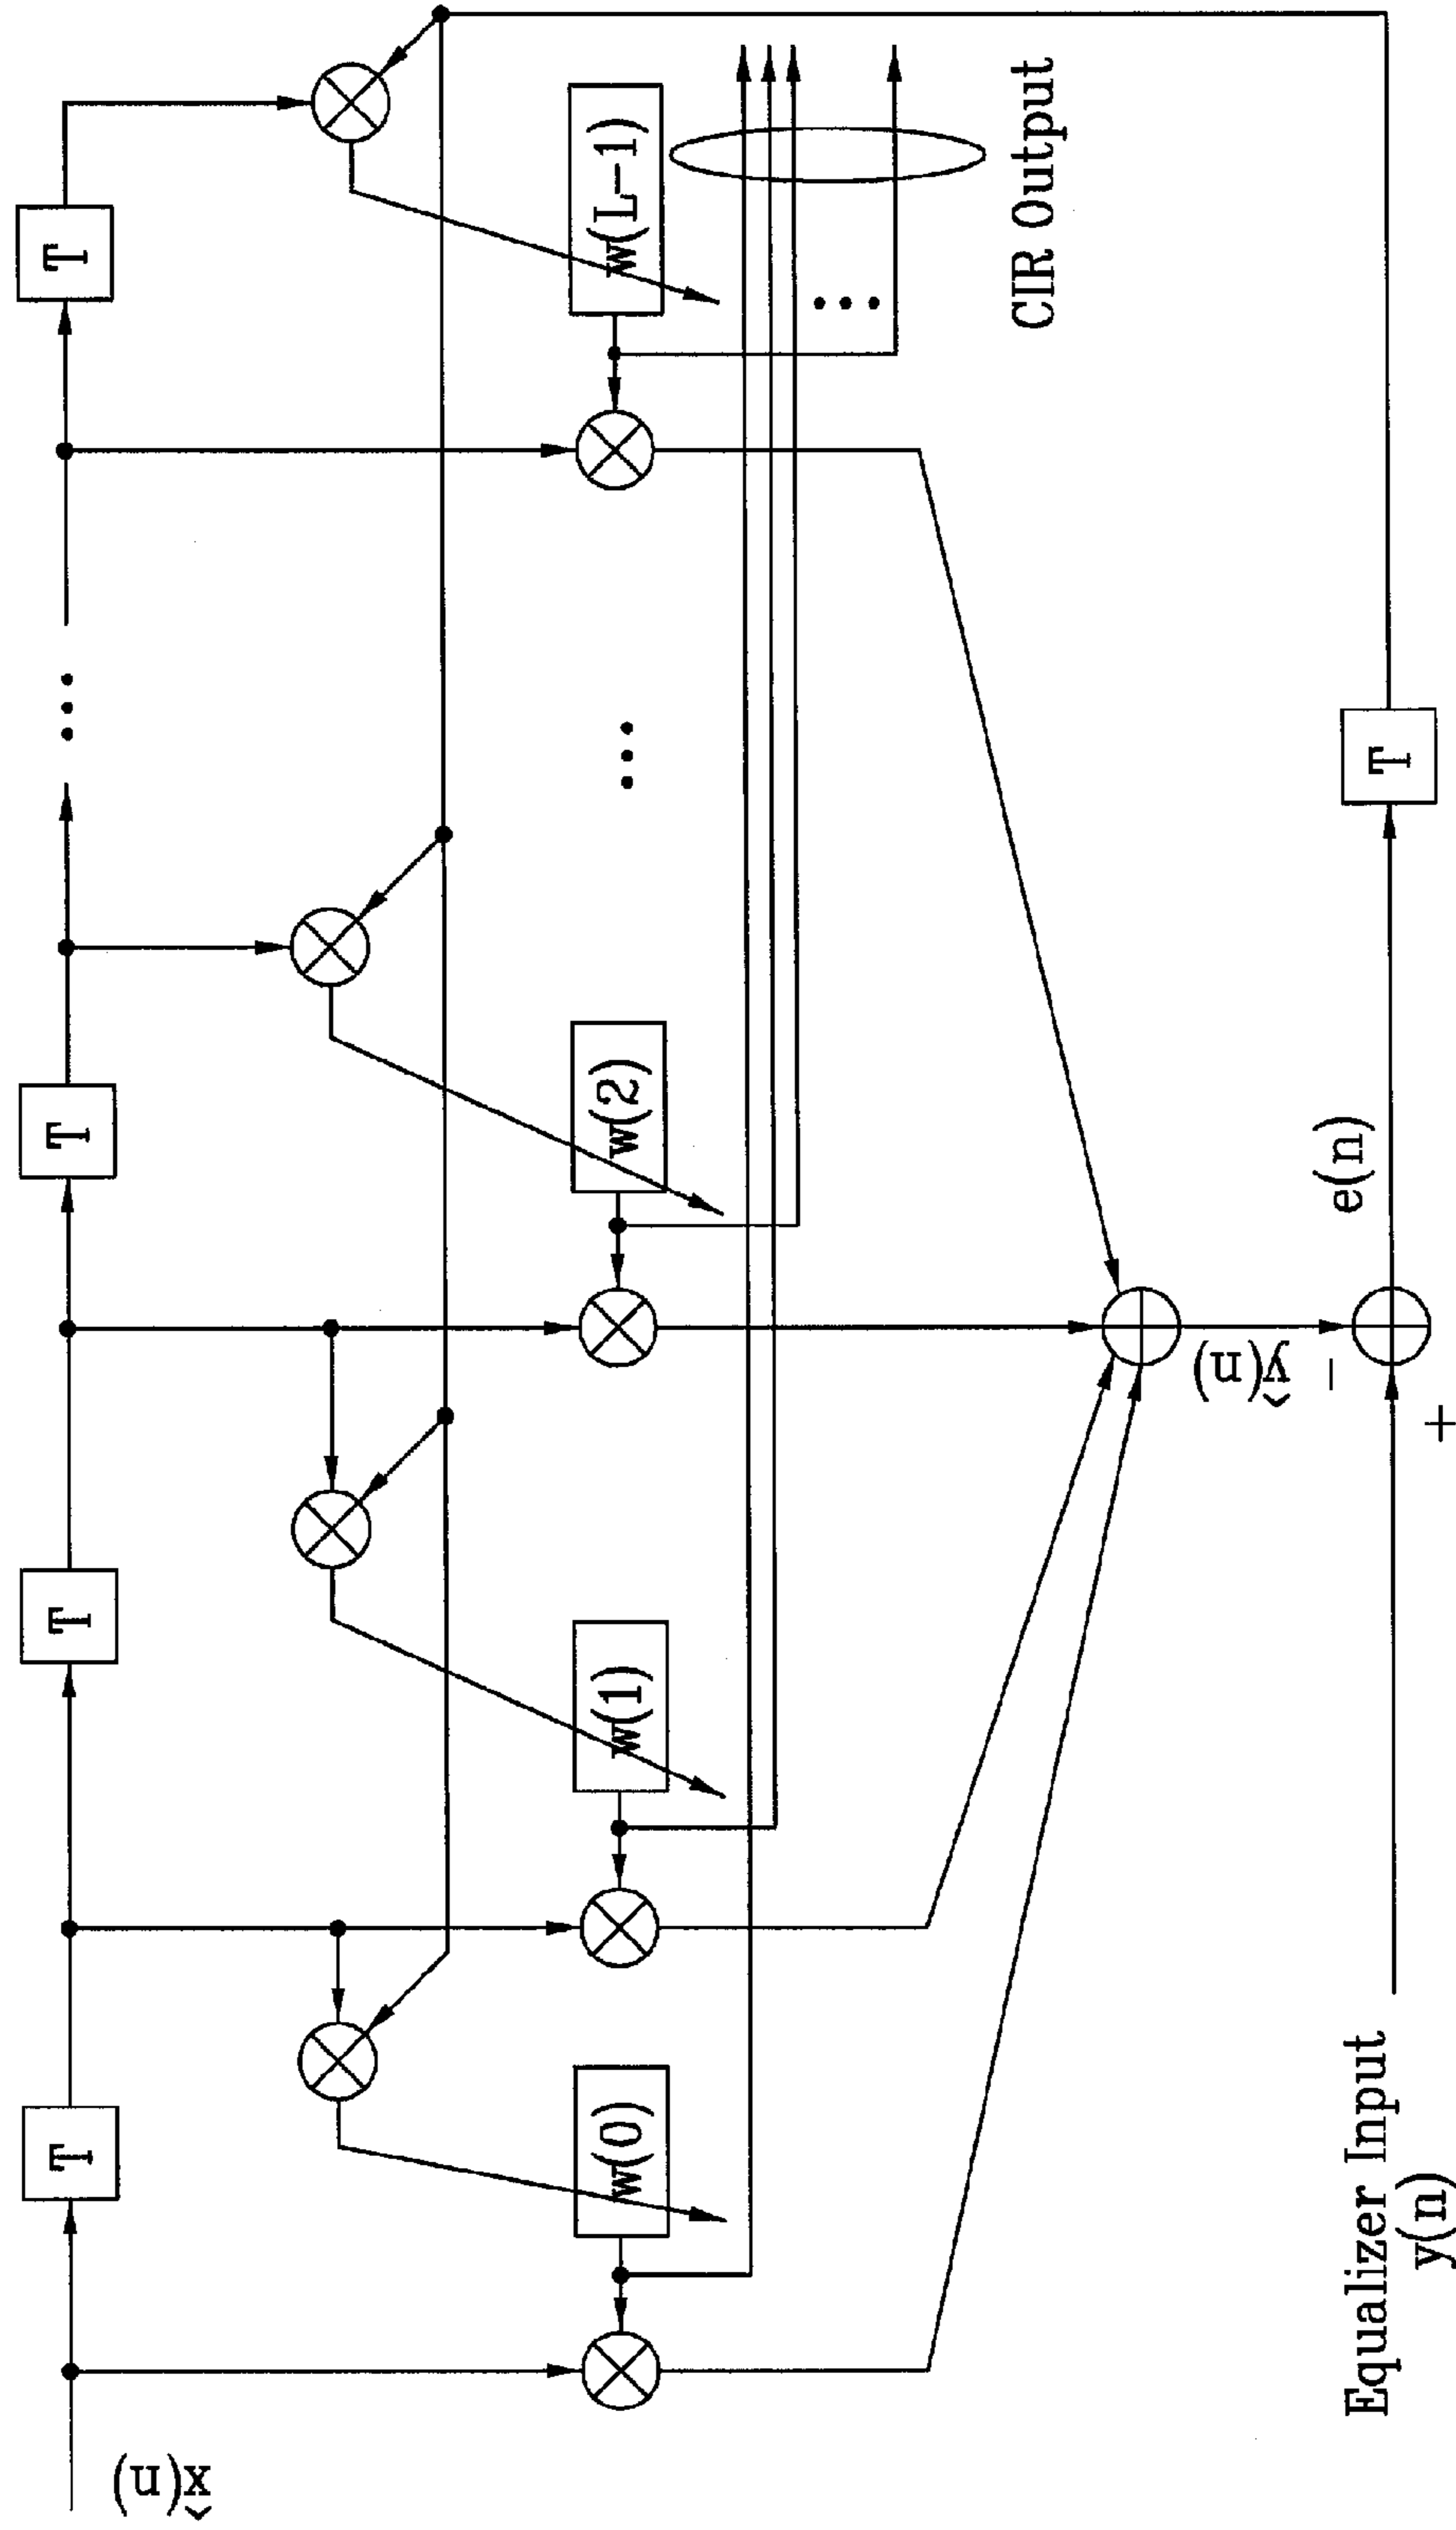 x̂(n)
T
T
T
T
T
w(0)
w(1)
w(2)
...
w(L-1)
...
...
CIR Output
ŷ(n)
-
+
e(n)
T
Equalizer Input
y(n)